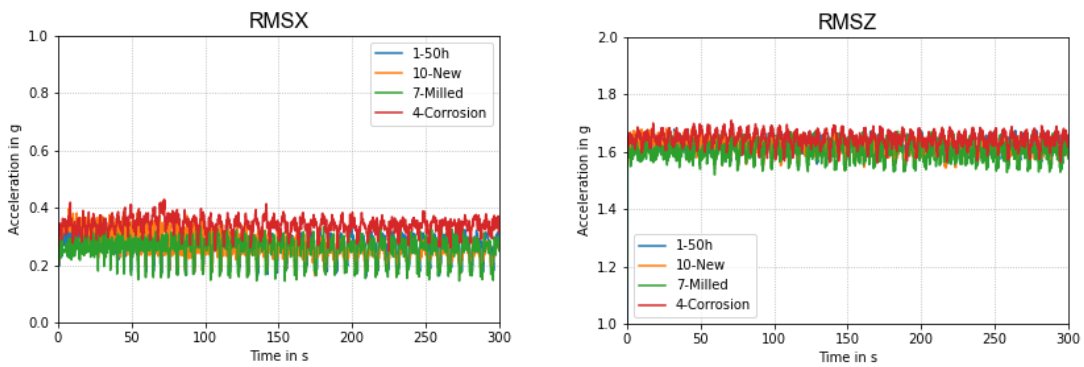 RMSX
1.0
0.8
0.6
0.4
0.2
0.0
Acceleration in g
1-50h
10-New
7-Milled
4-Corrosion
0 50 100 150 200 250 300
Time in s
RMSZ
2.0
1.8
1.6
1.4
1.2
1.0
Acceleration in g
1-50h
10-New
7-Milled
4-Corrosion
0 50 100 150 200 250 300
Time in s